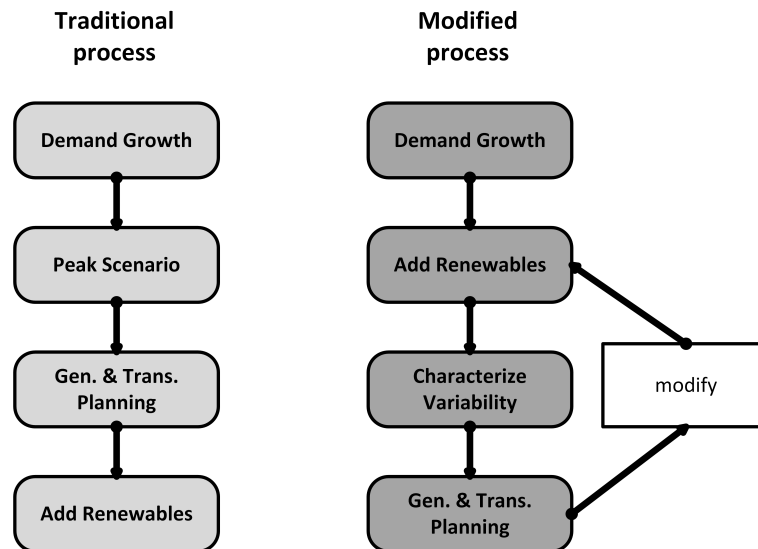 Traditional
process
Demand Growth
Peak Scenario
Gen. & Trans.
Planning
Add Renewables
Modified
process
Demand Growth
Add Renewables
Characterize
Variability
Gen. & Trans.
Planning
modify